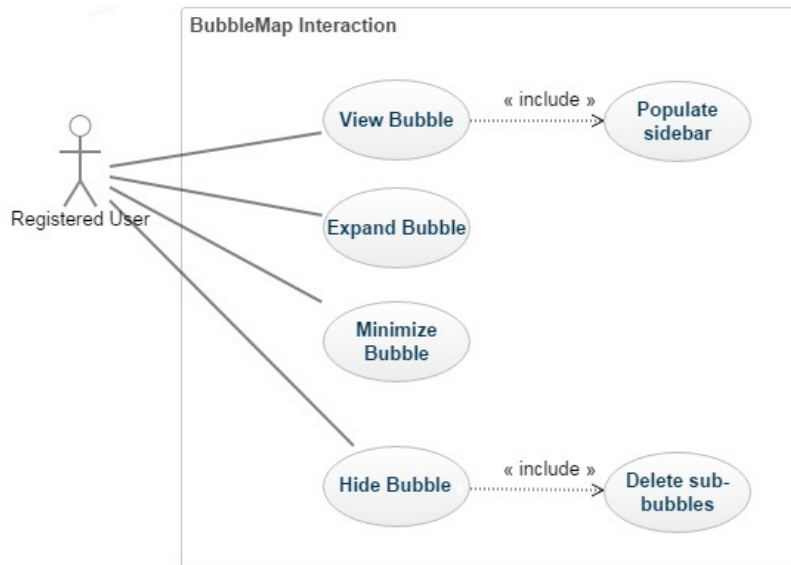 BubbleMap Interaction
View Bubble
« include »
Populate
sidebar
Registered User
Expand Bubble
Minimize
Bubble
Hide Bubble
« include »
Delete sub-
bubbles